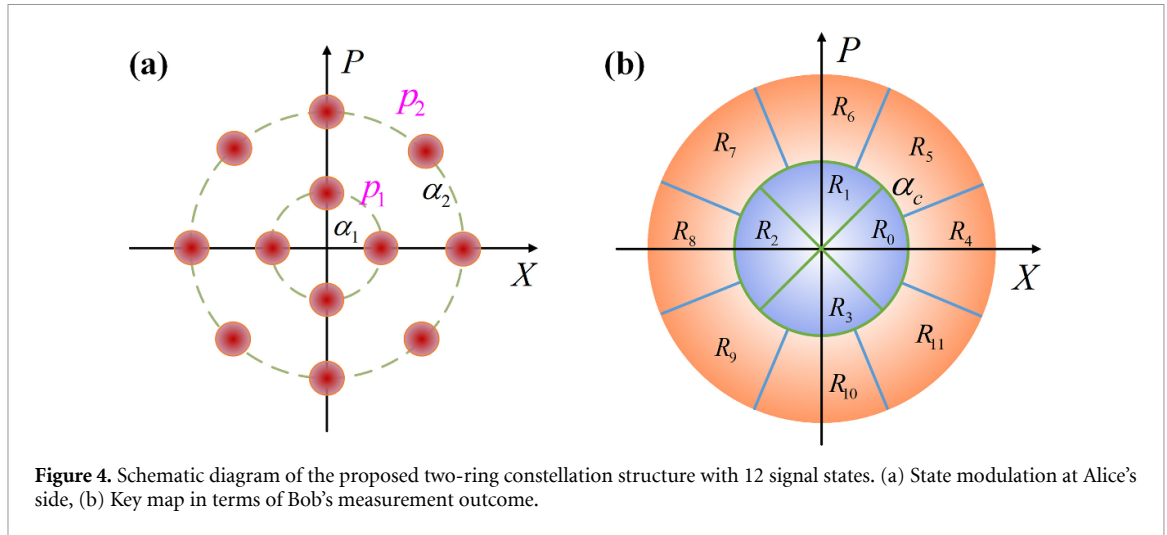 (a)
P
p₂
p₁
α₂
α₁
X
(b)
P
R₆
R₇
R₅
R₁
α_c
R₈
R₂
R₀
R₄
X
R₃
R₉
R₁₁
R₁₀
Figure 4. Schematic diagram of the proposed two-ring constellation structure with 12 signal states. (a) State modulation at Alice's
side, (b) Key map in terms of Bob's measurement outcome.